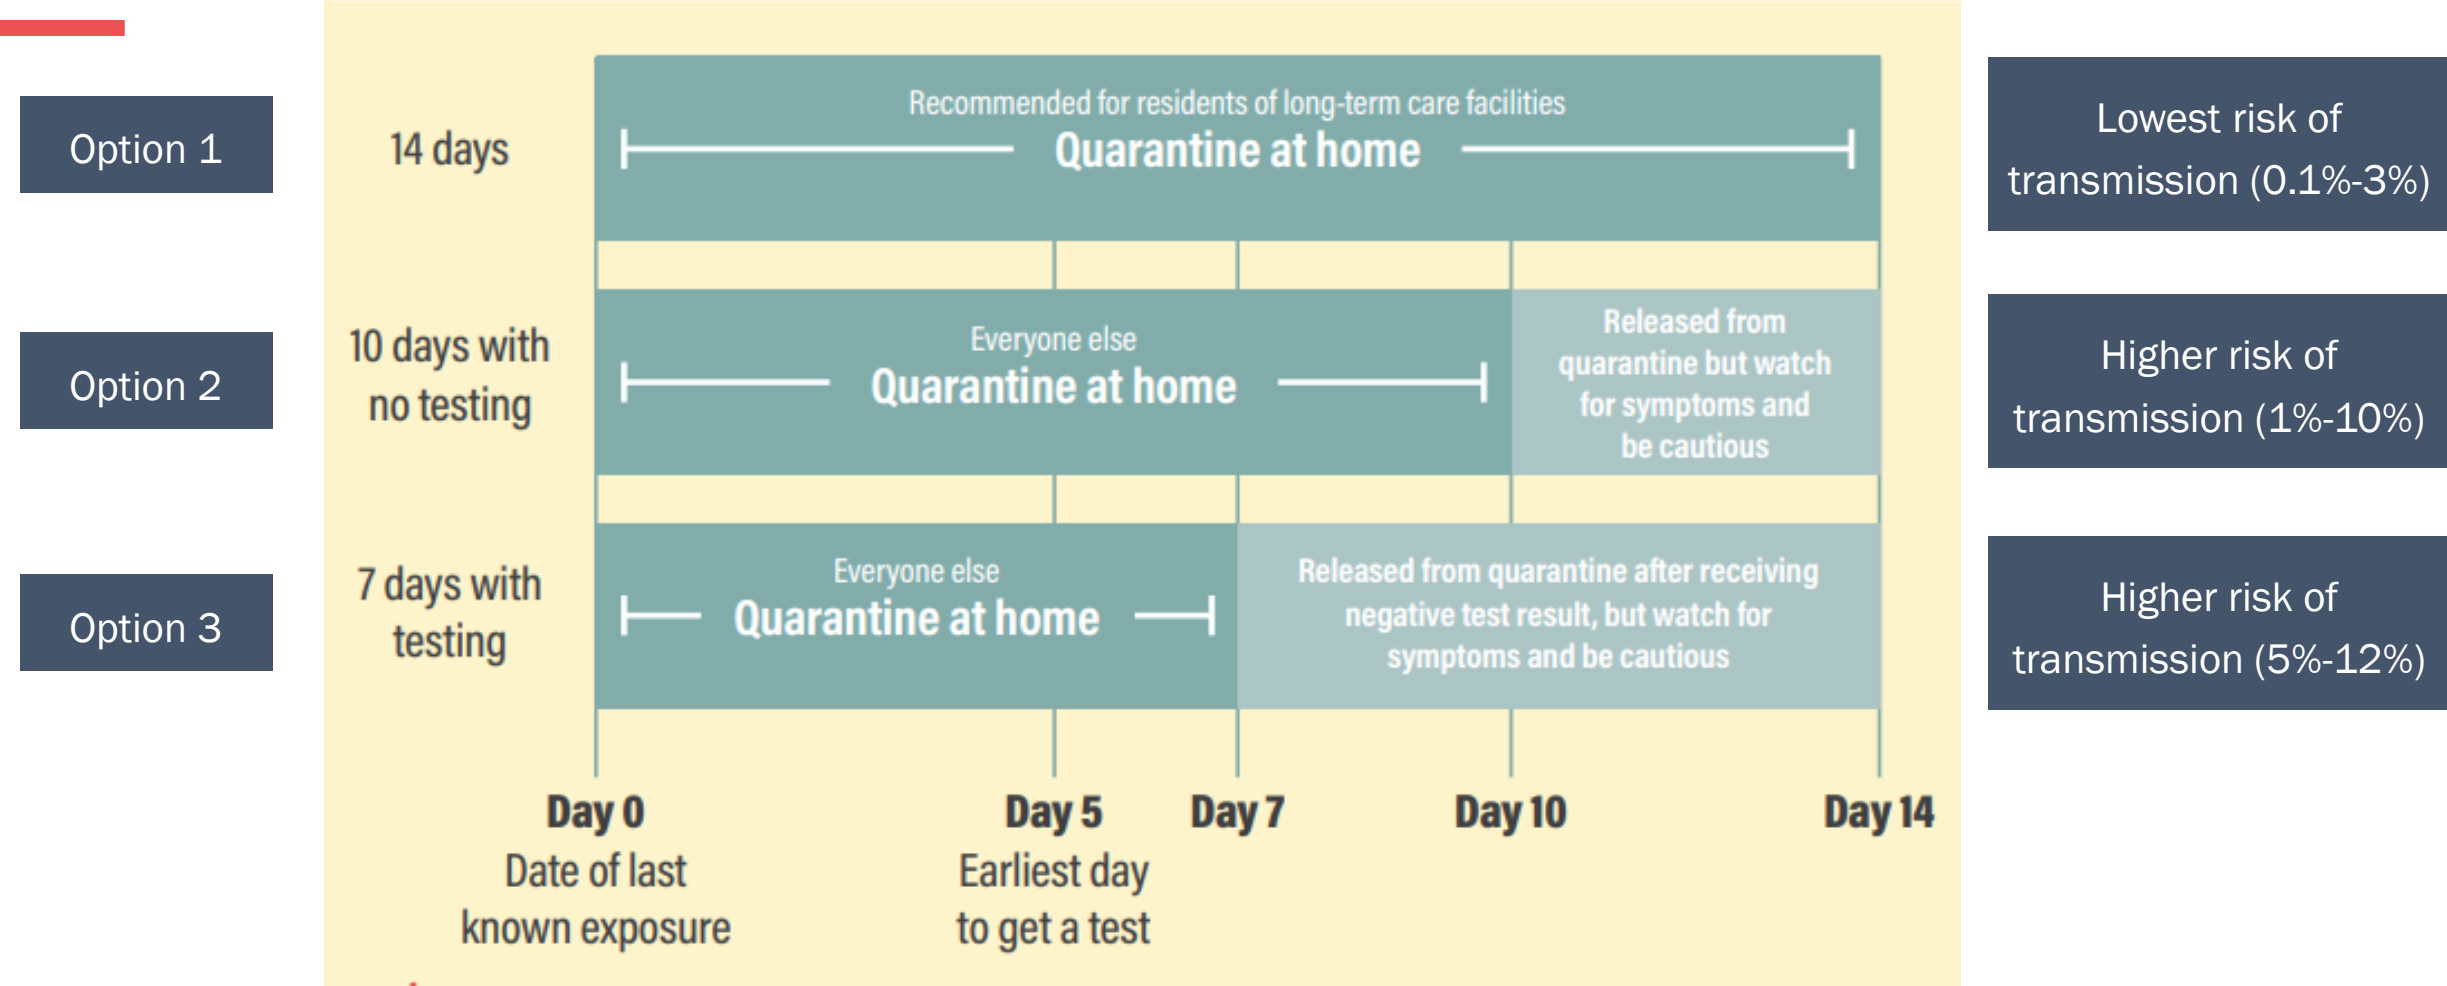 Option 1
14 days
Recommended for residents of long-term care facilities
Quarantine at home
Lowest risk of
transmission (0.1%-3%)
Option 2
10 days with
no testing
Everyone else
Quarantine at home
Released from
quarantine but watch
for symptoms and
be cautious
Higher risk of
transmission (1%-10%)
Option 3
7 days with
testing
Everyone else
Quarantine at home
Released from quarantine after receiving
negative test result, but watch for
symptoms and be cautious
Higher risk of
transmission (5%-12%)
Day 0
Date of last
known exposure
Day 5
Earliest day
to get a test
Day 7
Day 10
Day 14